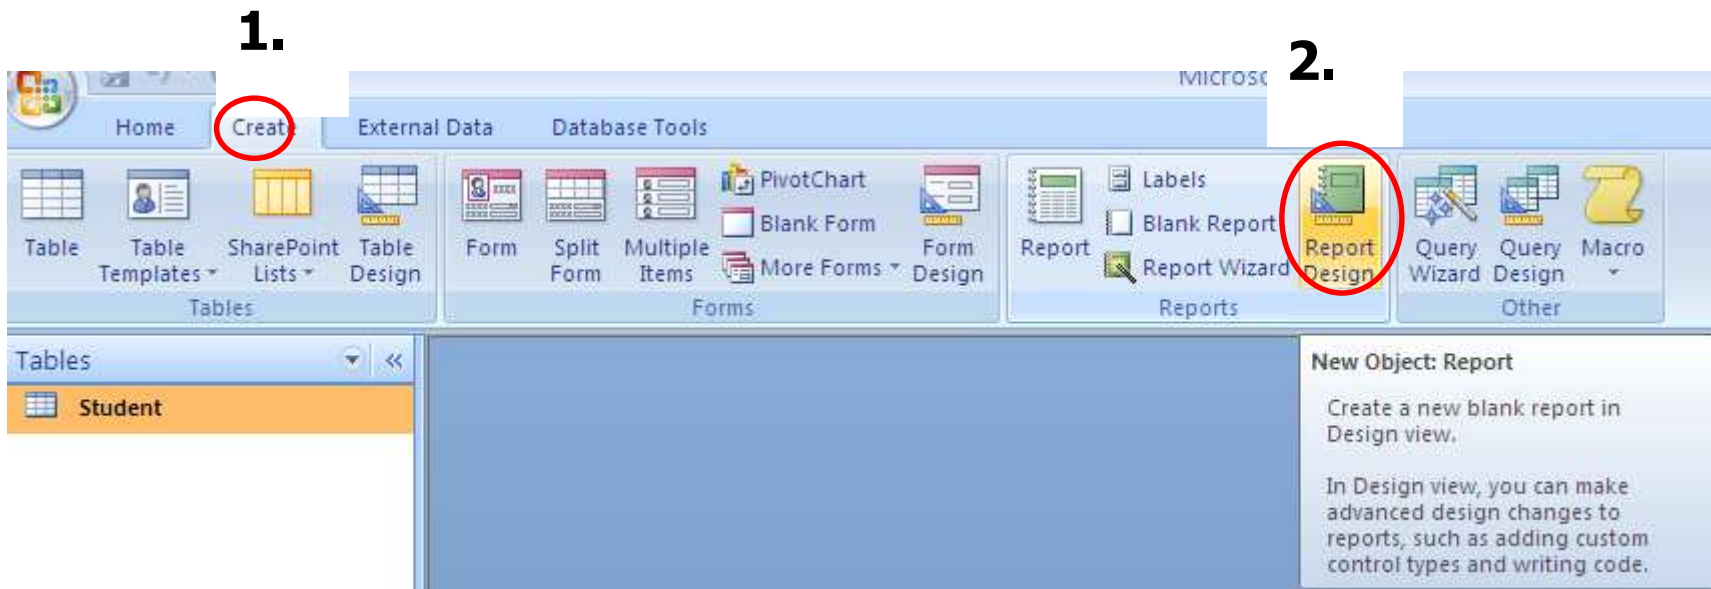 1.
2.
Microso
Home Create External Data Database Tools
Table
Table
Templates
SharePoint
Lists
Table
Design
Tables
Form
Split
Form
Multiple
Items
PivotChart
Blank Form
More Forms
Form
Design
Forms
Report
Labels
Blank Report
Report Wizard
Report
Design
Reports
Query
Wizard
Query
Design
Macro
Other
Tables
Student
New Object: Report
Create a new blank report in
Design view.
In Design view, you can make
advanced design changes to
reports, such as adding custom
control types and writing code.